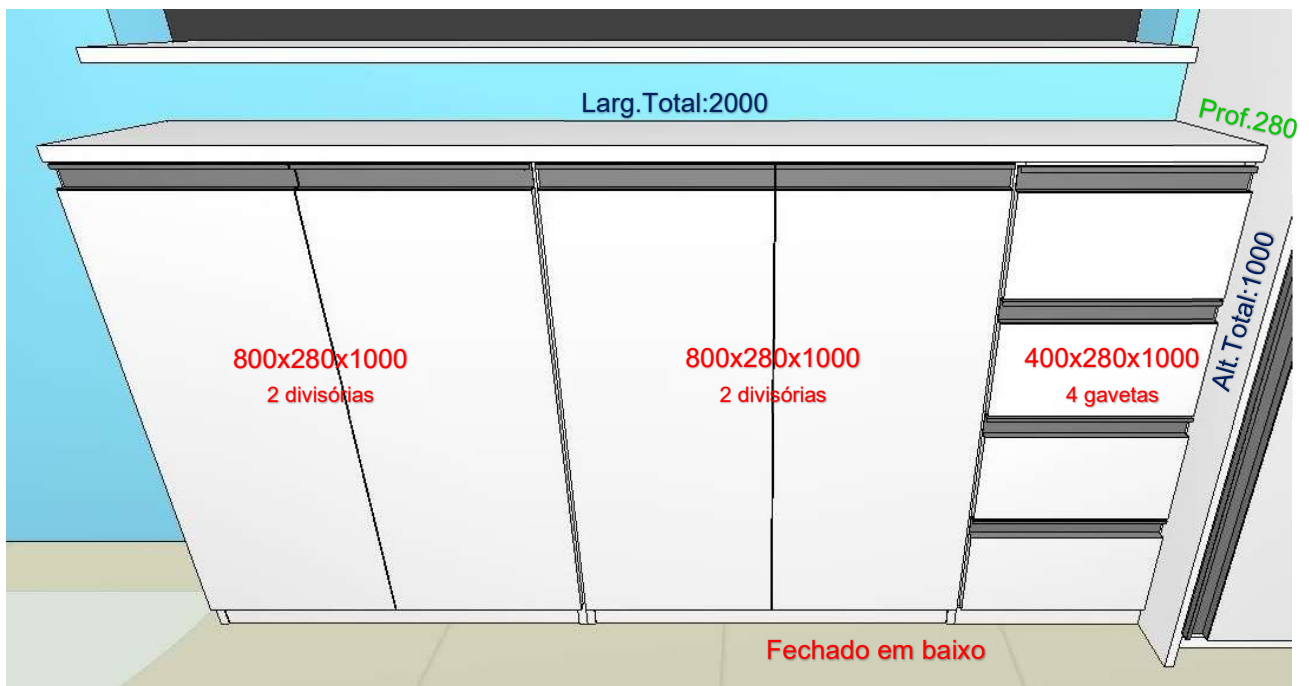 Larg.Total:2000
Prof.280
Alt.Total:1000
800x280x1000
2 divisórias
800x280x1000
2 divisórias
400x280x1000
4 gavetas
Fechado em baixo